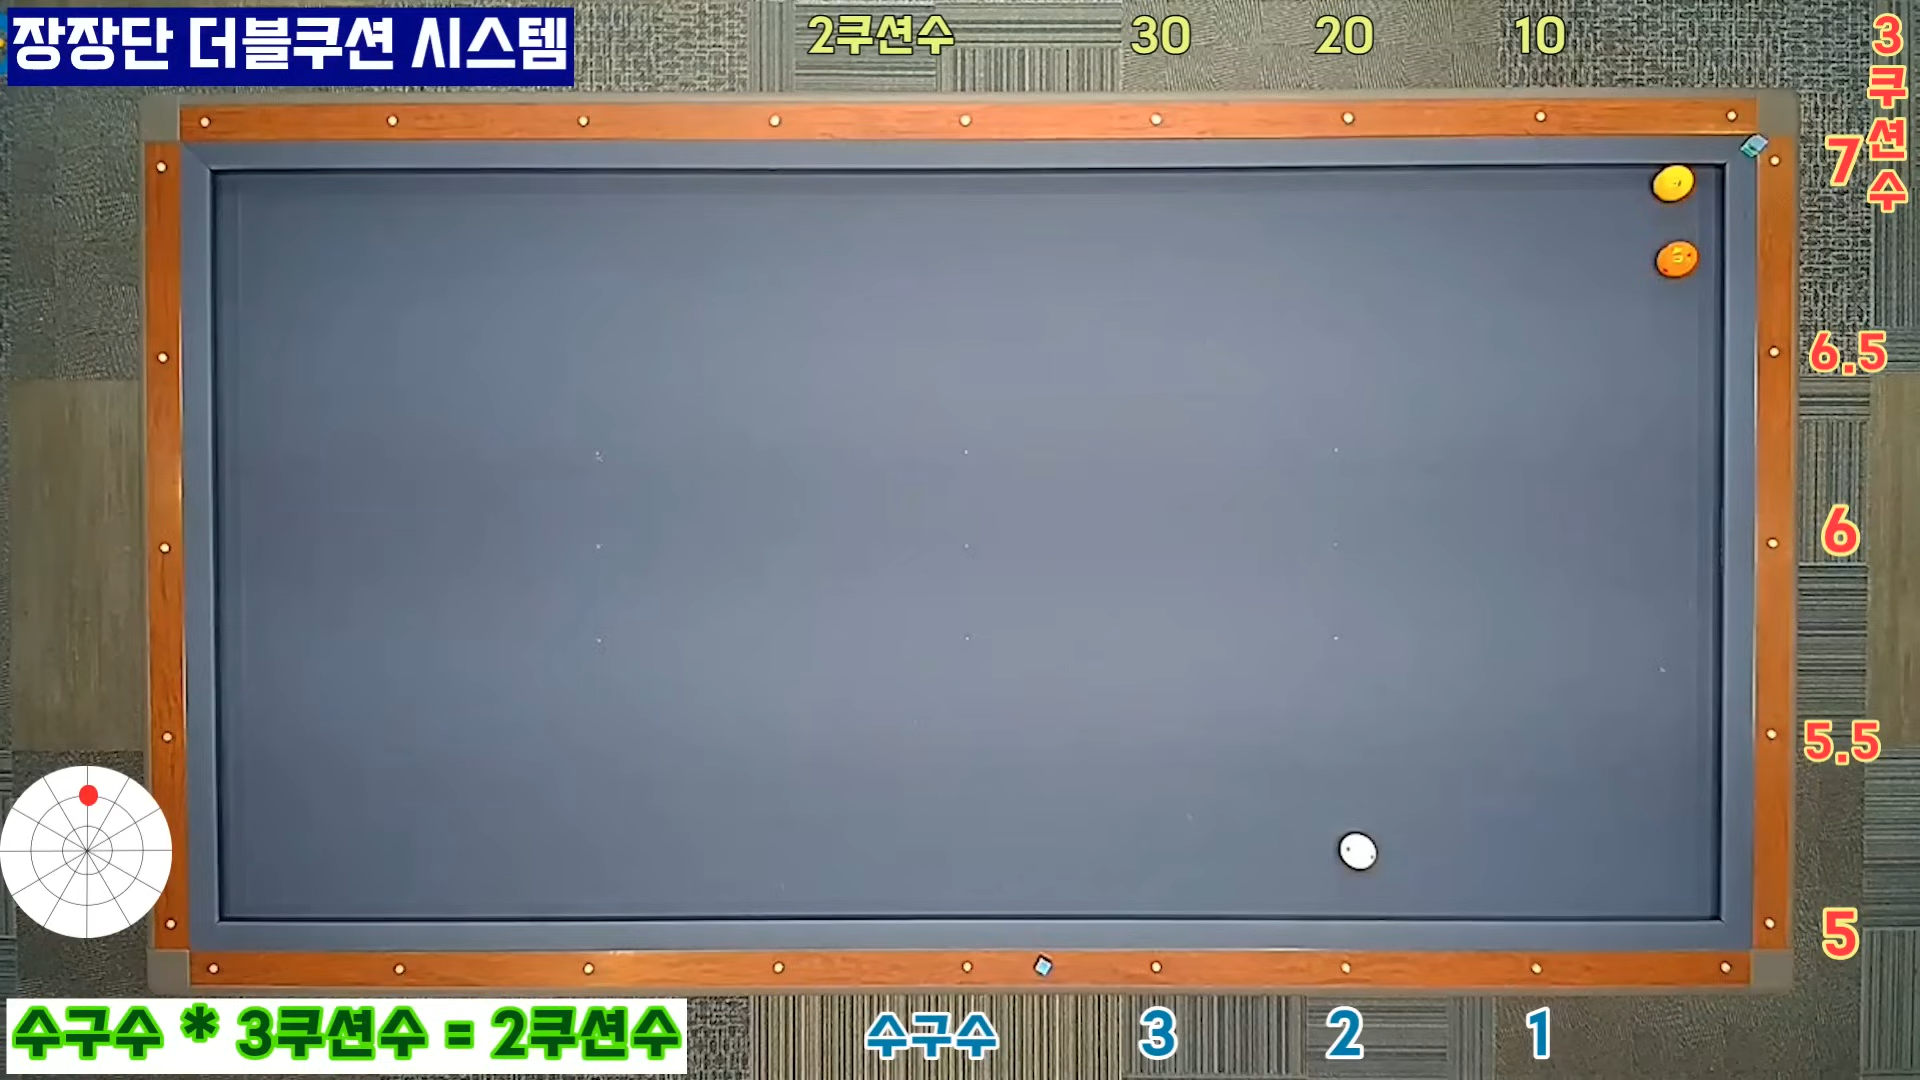 장장단 더블쿠션 시스템
2쿠션수 30 20 10
3쿠션수
7
6.5
6
5.5
5
수구수 3 2 1
수구수 * 3쿠션수 = 2쿠션수